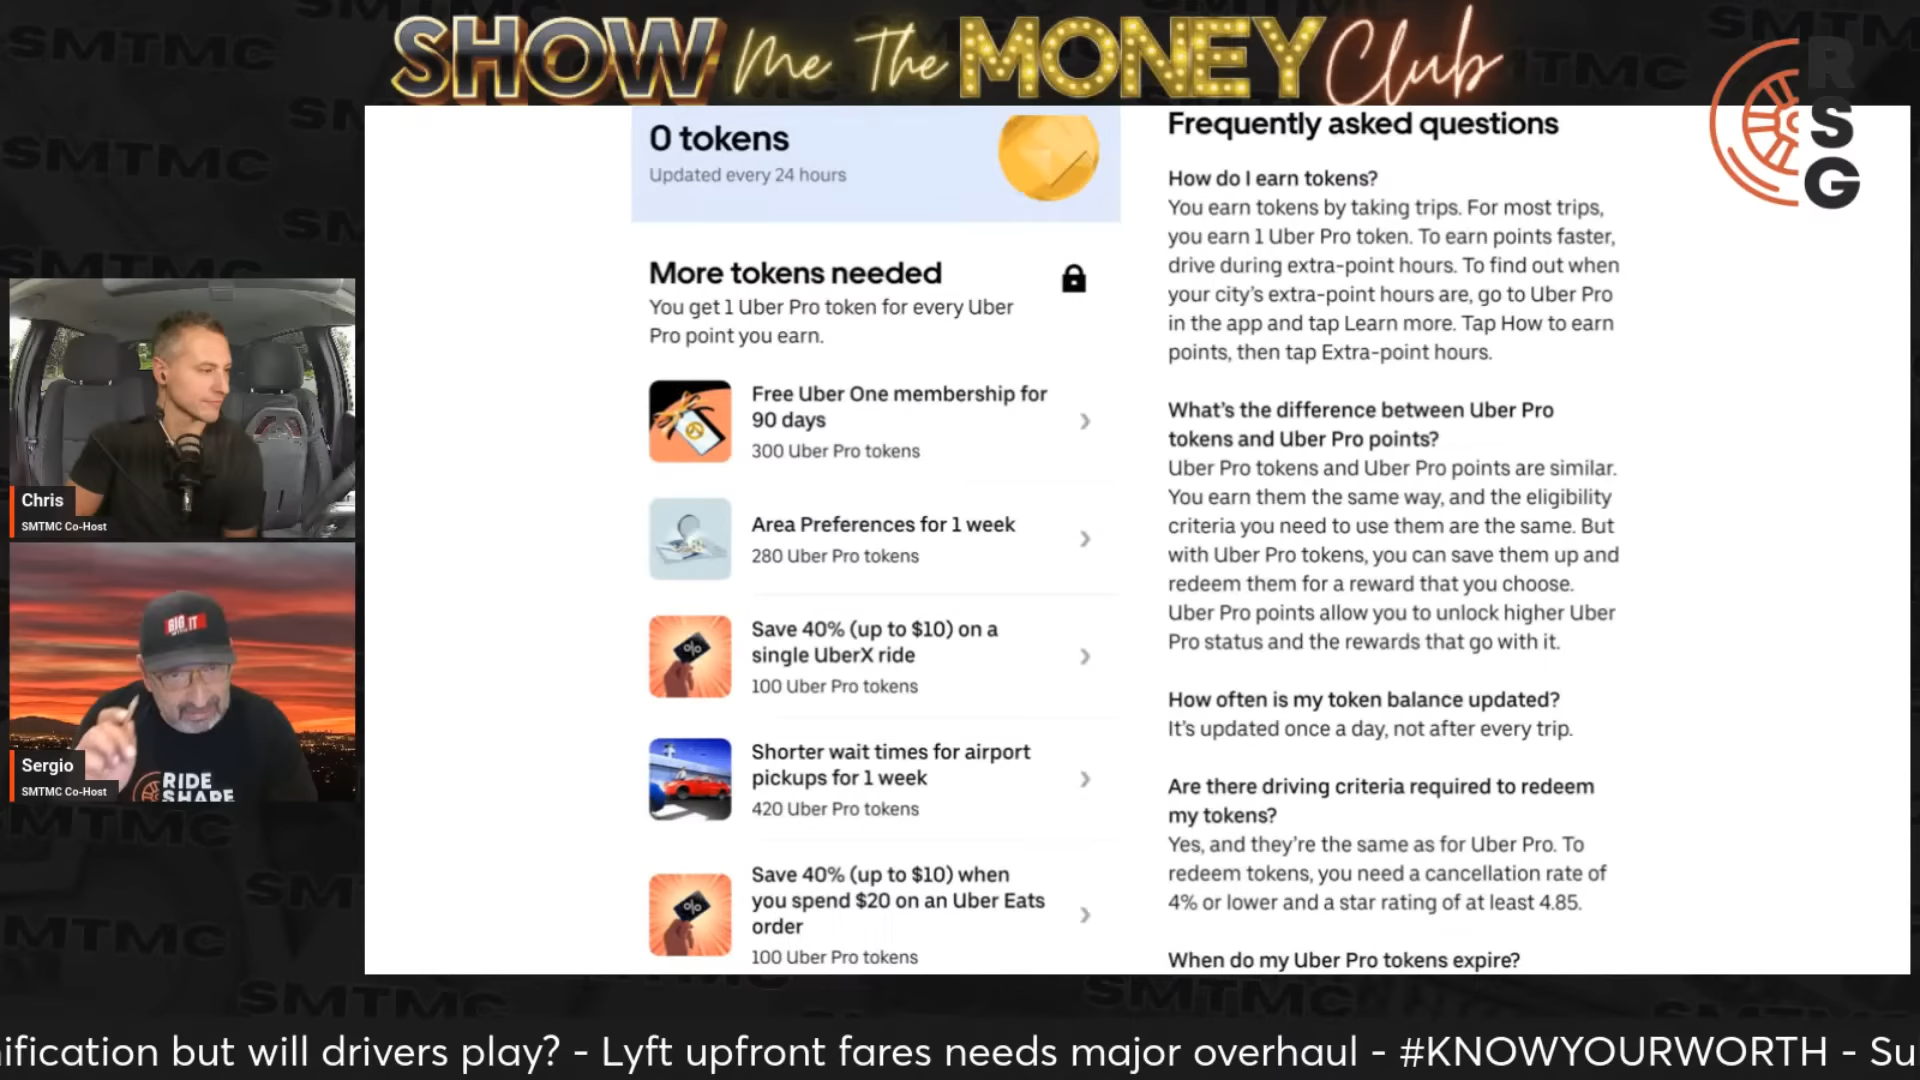 SHOW Me The MONEY Club
RSG
0 tokens
Updated every 24 hours
More tokens needed
You get 1 Uber Pro token for every Uber
Pro point you earn.
Free Uber One membership for
90 days
300 Uber Pro tokens
Area Preferences for 1 week
280 Uber Pro tokens
Save 40% (up to $10) on a
single UberX ride
100 Uber Pro tokens
Shorter wait times for airport
pickups for 1 week
420 Uber Pro tokens
Save 40% (up to $10) when
you spend $20 on an Uber Eats
order
100 Uber Pro tokens
Frequently asked questions
How do I earn tokens?
You earn tokens by taking trips. For most trips,
you earn 1 Uber Pro token. To earn points faster,
drive during extra-point hours. To find out when
your city's extra-point hours are, go to Uber Pro
in the app and tap Learn more. Tap How to earn
points, then tap Extra-point hours.
What's the difference between Uber Pro
tokens and Uber Pro points?
Uber Pro tokens and Uber Pro points are similar.
You earn them the same way, and the eligibility
criteria you need to use them are the same. But
with Uber Pro tokens, you can save them up and
redeem them for a reward that you choose.
Uber Pro points allow you to unlock higher Uber
Pro status and the rewards that go with it.
How often is my token balance updated?
It's updated once a day, not after every trip.
Are there driving criteria required to redeem
my tokens?
Yes, and they're the same as for Uber Pro. To
redeem tokens, you need a cancellation rate of
4% or lower and a star rating of at least 4.85.
When do my Uber Pro tokens expire?
Chris
SMTMC Co-Host
Sergio
SMTMC Co-Host
RIDE
SHARE
nification but will drivers play? - Lyft upfront fares needs major overhaul - #KNOWYOURWORTH - Su